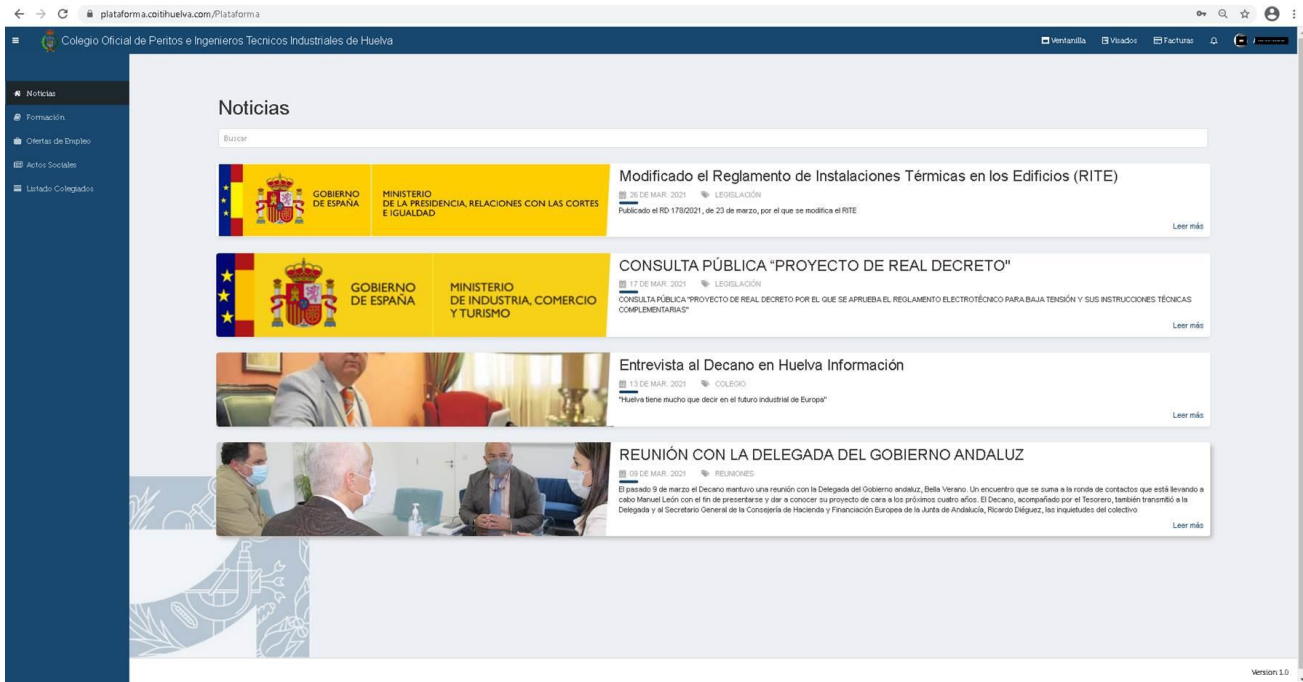 plataforma.coitihuelva.com/Plataforma
Colegio Oficial de Peritos e Ingenieros Tecnicos Industriales de Huelva
Ventanilla
Visados
Facturas
Noticias
Formación
Ofertas de Empleo
Actos Sociales
Listado Colegiados
Noticias
Buscar
GOBIERNO
DE ESPAÑA
MINISTERIO
DE LA PRESIDENCIA, RELACIONES CON LAS CORTES
E IGUALDAD
Modificado el Reglamento de Instalaciones Térmicas en los Edificios (RITE)
26 DE MAR. 2021 LEGISLACIÓN
Publicado el RD 178/2021, de 23 de marzo, por el que se modifica el RITE
Leer más
GOBIERNO
DE ESPAÑA
MINISTERIO
DE INDUSTRIA, COMERCIO
Y TURISMO
CONSULTA PÚBLICA “PROYECTO DE REAL DECRETO"
17 DE MAR. 2021 LEGISLACIÓN
CONSULTA PÚBLICA "PROYECTO DE REAL DECRETO POR EL QUE SE APRUEBA EL REGLAMENTO ELECTROTÉCNICO PARA BAJA TENSIÓN Y SUS INSTRUCCIONES TÉCNICAS
COMPLEMENTARIAS"
Leer más
Entrevista al Decano en Huelva Información
13 DE MAR. 2021 COLEGIO
"Huelva tiene mucho que decir en el futuro industrial de Europa"
Leer más
REUNIÓN CON LA DELEGADA DEL GOBIERNO ANDALUZ
09 DE MAR. 2021 REUNIONES
El pasado 9 de marzo el Decano mantuvo una reunión con la Delegada del Gobierno andaluz, Bella Verano. Un encuentro que se suma a la ronda de contactos que está llevando a
cabo Manuel León con el fin de presentarse y dar a conocer su proyecto de cara a los próximos cuatro años. El Decano, acompañado por el Tesorero, también transmitió a la
Delegada y al Secretario General de la Consejería de Hacienda y Financiación Europea de la Junta de Andalucía, Ricardo Diéguez, las inquietudes del colectivo
Leer más
Version 1.0